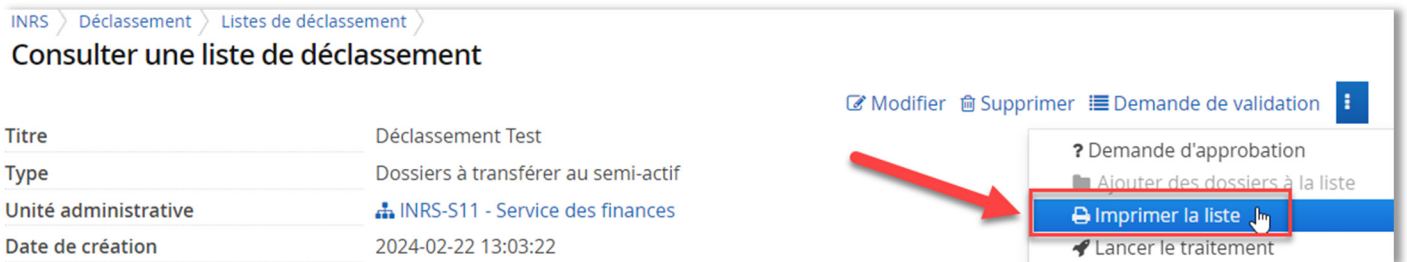 INRS > Déclassement > Listes de déclassement >
Consulter une liste de déclassement
Modifier Supprimer Demande de validation
Titre Déclassement Test
? Demande d'approbation
Type Dossiers à transférer au semi-actif
Ajouter des dossiers à la liste
Unité administrative INRS-S11 - Service des finances
Imprimer la liste
Date de création 2024-02-22 13:03:22
Lancer le traitement